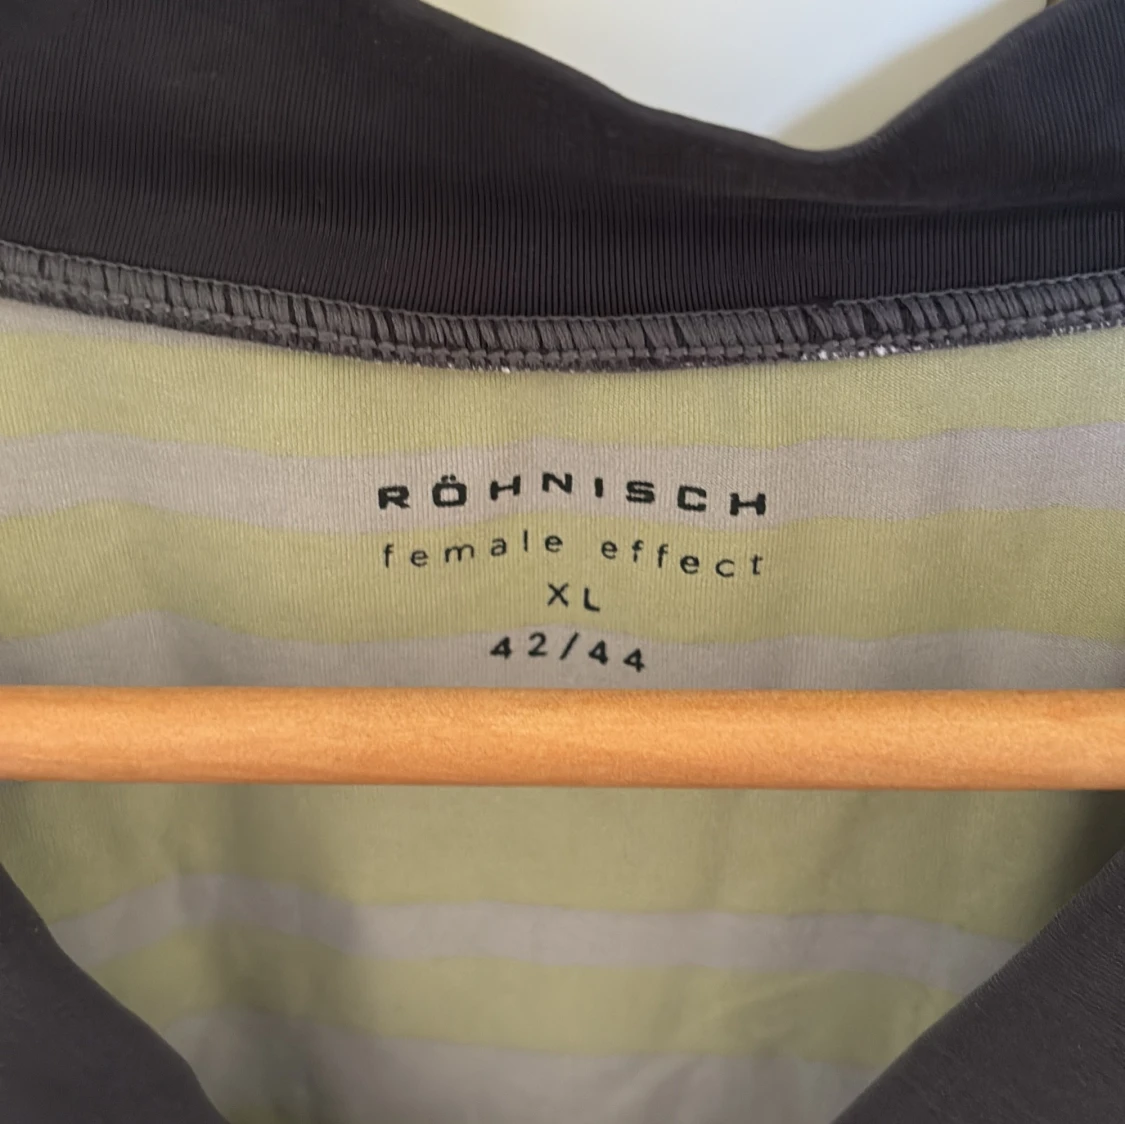 RÖHNISCH
female effect
XL
42/44